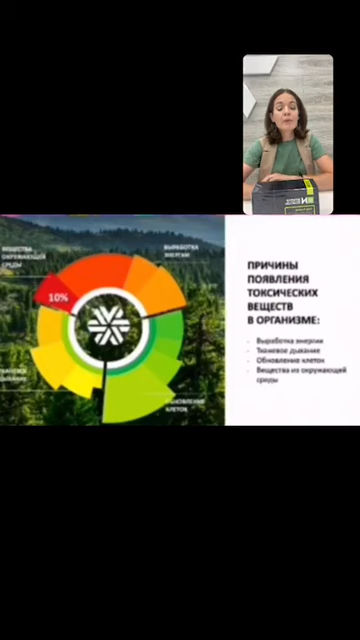 ВЕЩЕСТВА
ОКРУЖАЮЩЕЙ
СРЕДЫ
ВЫРАБОТКА
ЭНЕРГИИ
10%
ДЫХАНИЕ
ОБНОВЛЕНИЕ
КЛЕТОК
ПРИЧИНЫ
ПОЯВЛЕНИЯ
ТОКСИЧЕСКИХ
ВЕЩЕСТВ
В ОРГАНИЗМЕ:
- Выработка энергии
- Тканевое дыхание
- Обновление клеток
- Вещества из окружающей
среды